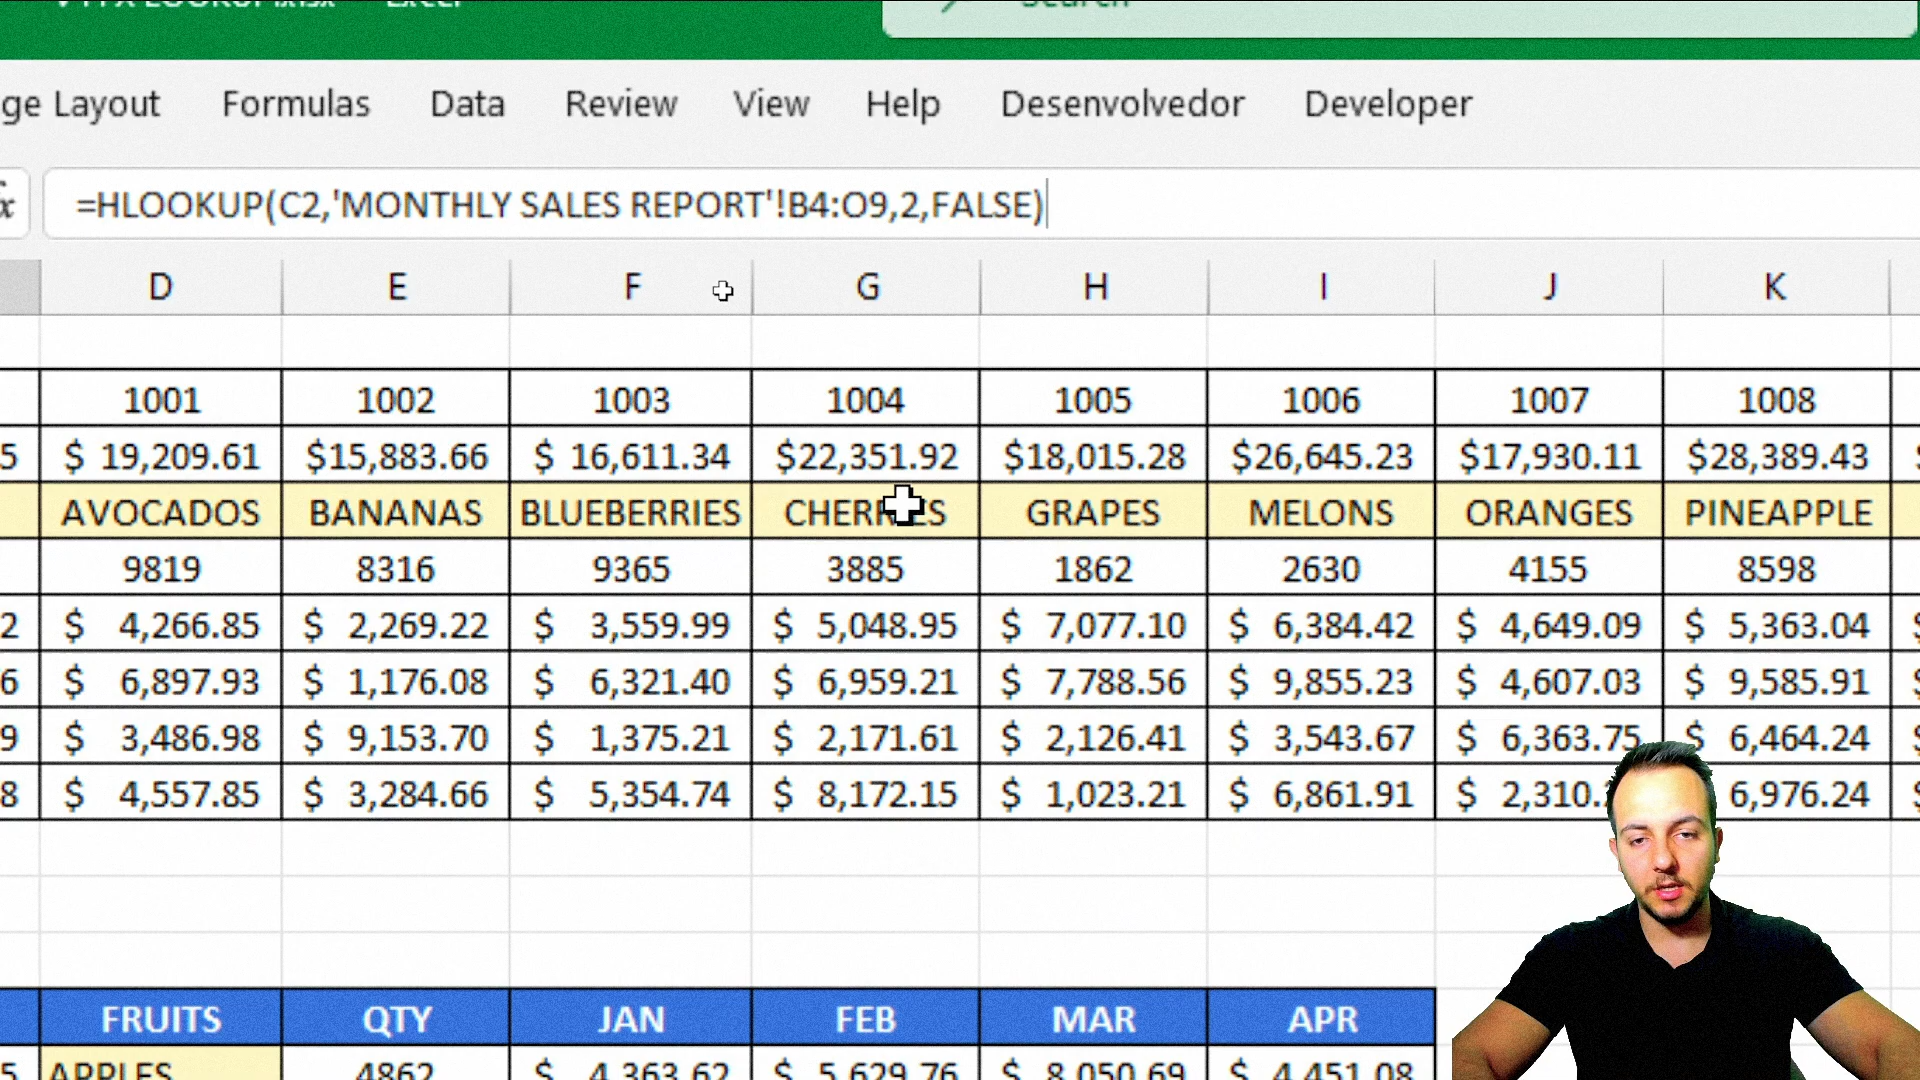 ge Layout Formulas Data Review View Help Desenvolvedor Developer
=HLOOKUP(C2,'MONTHLY SALES REPORT'!B4:O9,2,FALSE)
D E F G H I J K
1001 1002 1003 1004 1005 1006 1007 1008
5 $ 19,209.61 $15,883.66 $ 16,611.34 $22,351.92 $18,015.28 $26,645.23 $17,930.11 $28,389.43
AVOCADOS BANANAS BLUEBERRIES CHERRIES GRAPES MELONS ORANGES PINEAPPLE
9819 8316 9365 3885 1862 2630 4155 8598
2 $ 4,266.85 $ 2,269.22 $ 3,559.99 $ 5,048.95 $ 7,077.10 $ 6,384.42 $ 4,649.09 $ 5,363.04
6 $ 6,897.93 $ 1,176.08 $ 6,321.40 $ 6,959.21 $ 7,788.56 $ 9,855.23 $ 4,607.03 $ 9,585.91
9 $ 3,486.98 $ 9,153.70 $ 1,375.21 $ 2,171.61 $ 2,126.41 $ 3,543.67 $ 6,363.75 $ 6,464.24
8 $ 4,557.85 $ 3,284.66 $ 5,354.74 $ 8,172.15 $ 1,023.21 $ 6,861.91 $ 2,310. 6,976.24
FRUITS QTY JAN FEB MAR APR
5 APPLES 4862 $ 4,363.62 $ 5,629.76 $ 8,050.69 $ 4,451.08